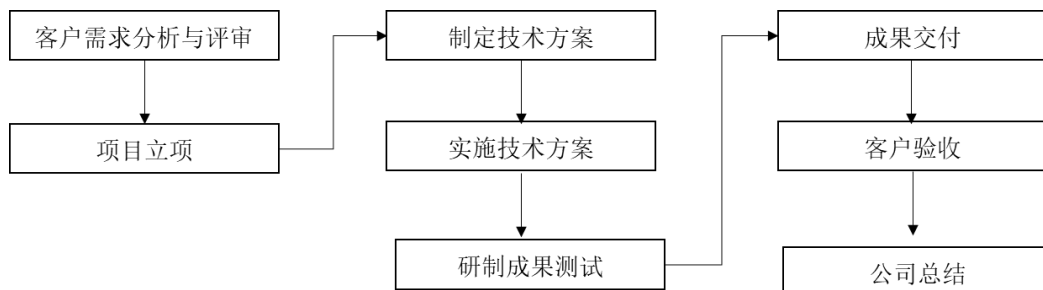 客户需求分析与评审
项目立项
制定技术方案
实施技术方案
研制成果测试
成果交付
客户验收
公司总结